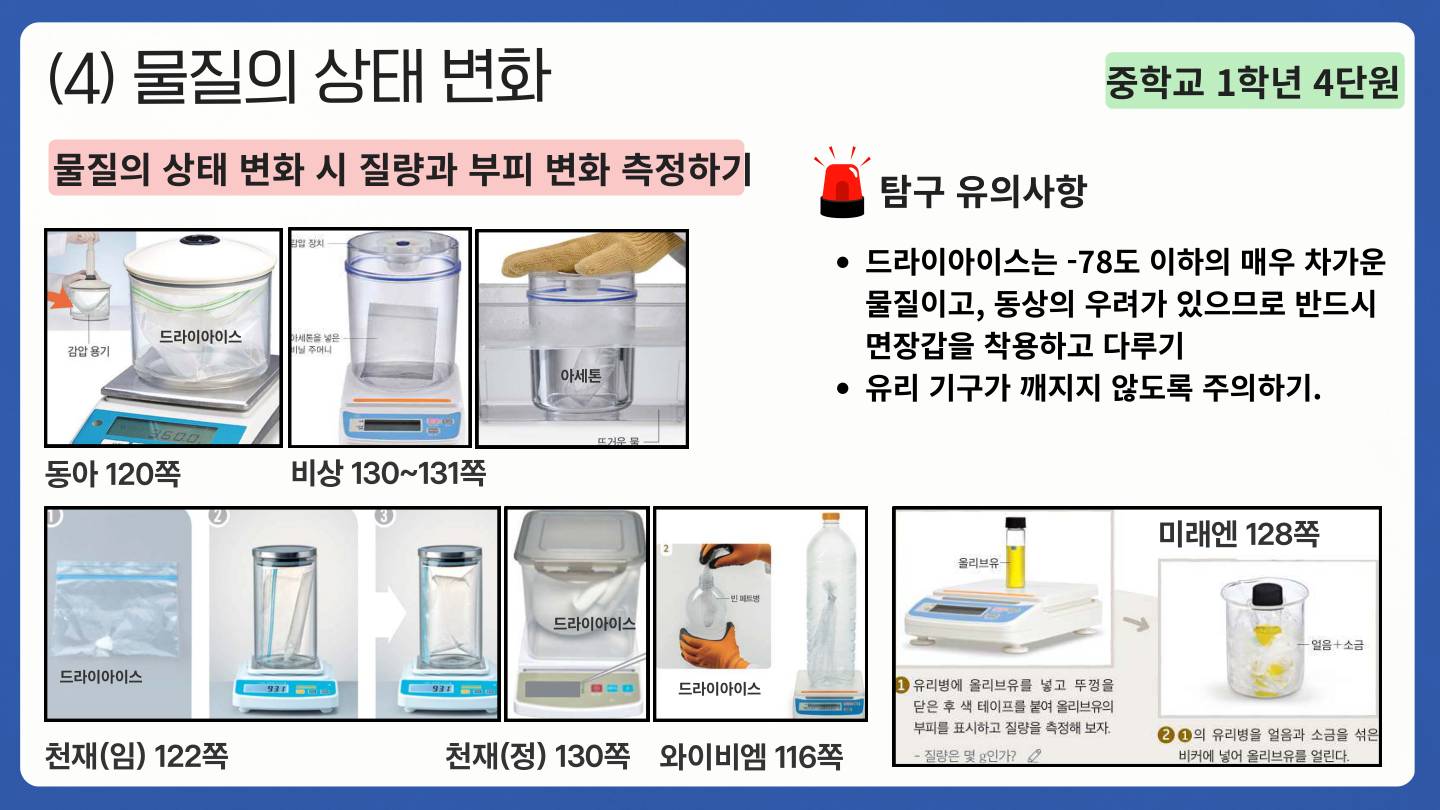 (4) 물질의 상태 변화
중학교 1학년 4단원
물질의 상태 변화 시 질량과 부피 변화 측정하기
탐구 유의사항
드라이아이스는 -78도 이하의 매우 차가운
물질이고, 동상의 우려가 있으므로 반드시
면장갑을 착용하고 다루기
유리 기구가 깨지지 않도록 주의하기.
감압 용기
드라이아이스
감압 장치
아세톤을 넣은
비닐 주머니
아세톤
뜨거운 물
동아 120쪽
비상 130~131쪽
1
드라이아이스
2
931
3
931
드라이아이스
2
빈 페트병
드라이아이스
올리브유
미래엔 128쪽
얼음+소금
1 유리병에 올리브유를 넣고 뚜껑을
닫은 후 색 테이프를 붙여 올리브유의
부피를 표시하고 질량을 측정해 보자.
- 질량은 몇 g인가?
2 1의 유리병을 얼음과 소금을 섞은
비커에 넣어 올리브유를 얼린다.
천재(임) 122쪽
천재(정) 130쪽
와이비엠 116쪽